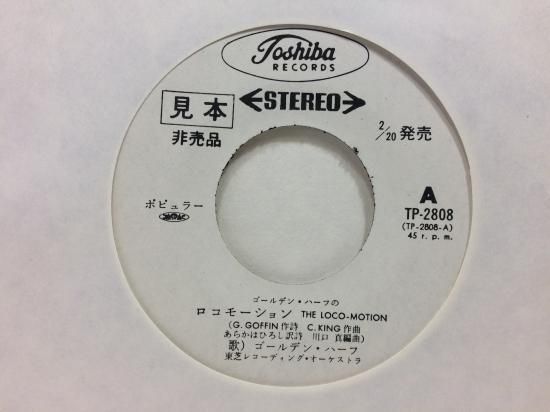 Toshiba
RECORDS
STEREO
見本
非売品
2/20 発売
ポピュラー
A
TP-2808
(TP-2808-A)
45 r. p. m.
ゴールデン・ハーフの
ロコモーション THE LOCO-MOTION
(G. GOFFIN 作詩 C. KING 作曲
あらかはひろし訳詩 川口 真編曲)
歌) ゴールデン・ハーフ
東芝レコーディング・オーケストラ